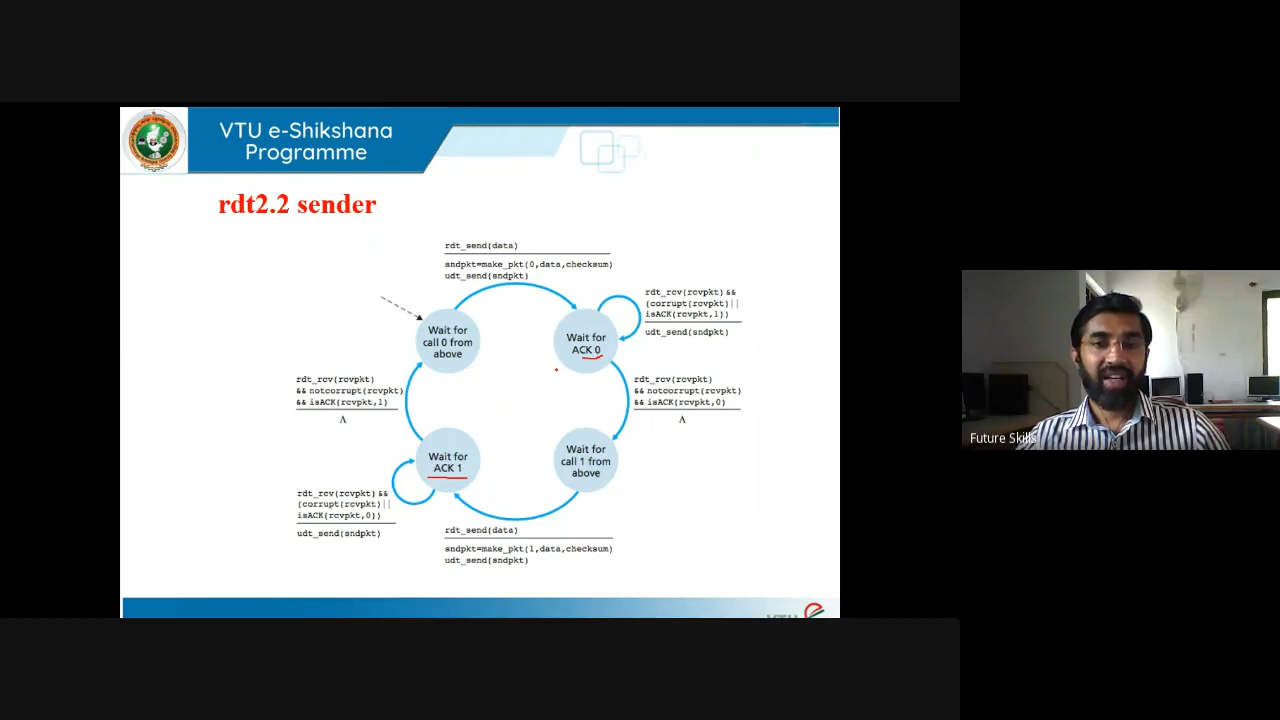 VTU e-Shikshana
Programme
rdt2.2 sender
rdt_send(data)
sndpkt=make_pkt(0,data,checksum)
udt_send(sndpkt)
rdt_rcv(rcvpkt) &&
(corrupt(rcvpkt)||
isACK(rcvpkt,1))
udt_send(sndpkt)
Wait for
call 0 from
above
Wait for
ACK 0
rdt_rcv(rcvpkt)
&& notcorrupt(rcvpkt)
&& isACK(rcvpkt,1)
Λ
rdt_rcv(rcvpkt)
&& notcorrupt(rcvpkt)
&& isACK(rcvpkt,0)
Λ
Wait for
ACK 1
Wait for
call 1 from
above
rdt_rcv(rcvpkt) &&
(corrupt(rcvpkt)||
isACK(rcvpkt,0))
udt_send(sndpkt)
rdt_send(data)
sndpkt=make_pkt(1,data,checksum)
udt_send(sndpkt)
Future Skills
VTU e